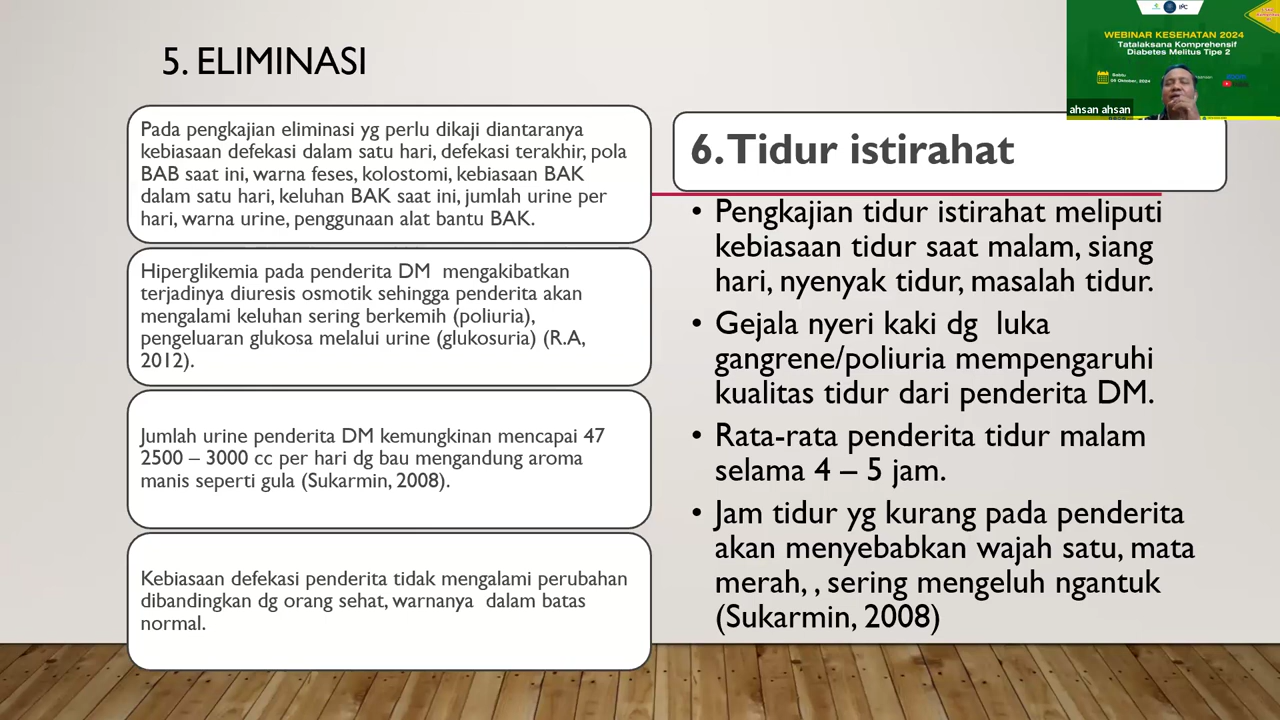 5. ELIMINASI
Pada pengkajian eliminasi yg perlu dikaji diantaranya
kebiasaan defekasi dalam satu hari, defekasi terakhir, pola
BAB saat ini, warna feses, kolostomi, kebiasaan BAK
dalam satu hari, keluhan BAK saat ini, jumlah urine per
hari, warna urine, penggunaan alat bantu BAK.
Hiperglikemia pada penderita DM mengakibatkan
terjadinya diuresis osmotik sehingga penderita akan
mengalami keluhan sering berkemih (poliuria),
pengeluaran glukosa melalui urine (glukosuria) (R.A,
2012).
Jumlah urine penderita DM kemungkinan mencapai 47
2500 – 3000 cc per hari dg bau mengandung aroma
manis seperti gula (Sukarmin, 2008).
Kebiasaan defekasi penderita tidak mengalami perubahan
dibandingkan dg orang sehat, warnanya dalam batas
normal.
6. Tidur istirahat
• Pengkajian tidur istirahat meliputi
kebiasaan tidur saat malam, siang
hari, nyenyak tidur, masalah tidur.
• Gejala nyeri kaki dg luka
gangrene/poliuria mempengaruhi
kualitas tidur dari penderita DM.
• Rata-rata penderita tidur malam
selama 4 – 5 jam.
• Jam tidur yg kurang pada penderita
akan menyebabkan wajah satu, mata
merah, , sering mengeluh ngantuk
(Sukarmin, 2008)
IPC
WEBINAR KESEHATAN 2024
Tatalaksana Komprehensif
Diabetes Melitus Tipe 2
Sabtu
05 Oktober, 2024
ahsan ahsan